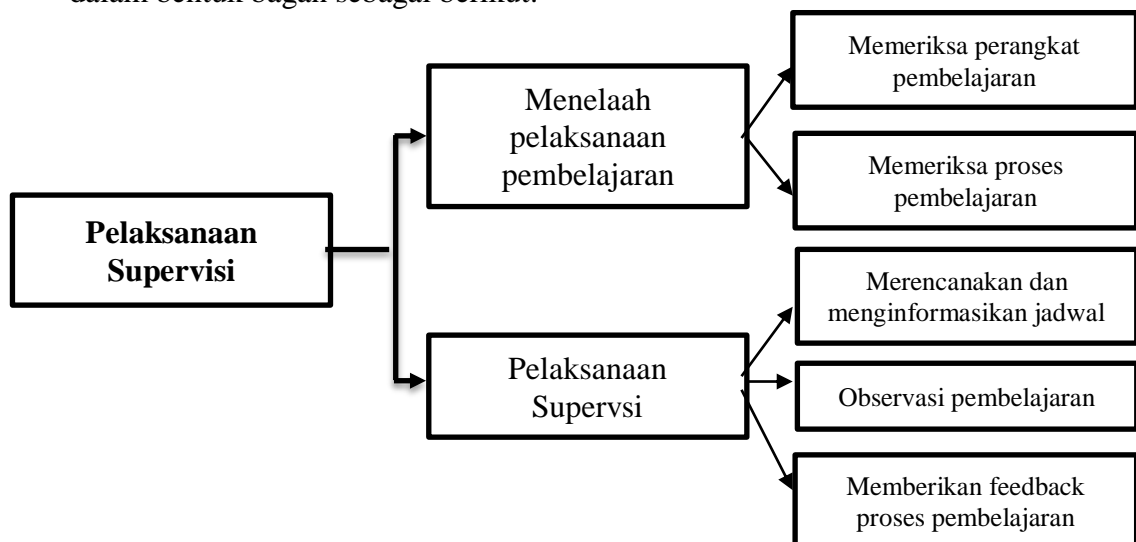 dalam bentuk bagan sebagai berikut:
Memeriksa perangkat
pembelajaran
Menelaah
pelaksanaan
pembelajaran
Memeriksa proses
pembelajaran
Pelaksanaan
Supervisi
Merencanakan dan
menginformasikan jadwal
Pelaksanaan
Supervsi
Observasi pembelajaran
Memberikan feedback
proses pembelajaran